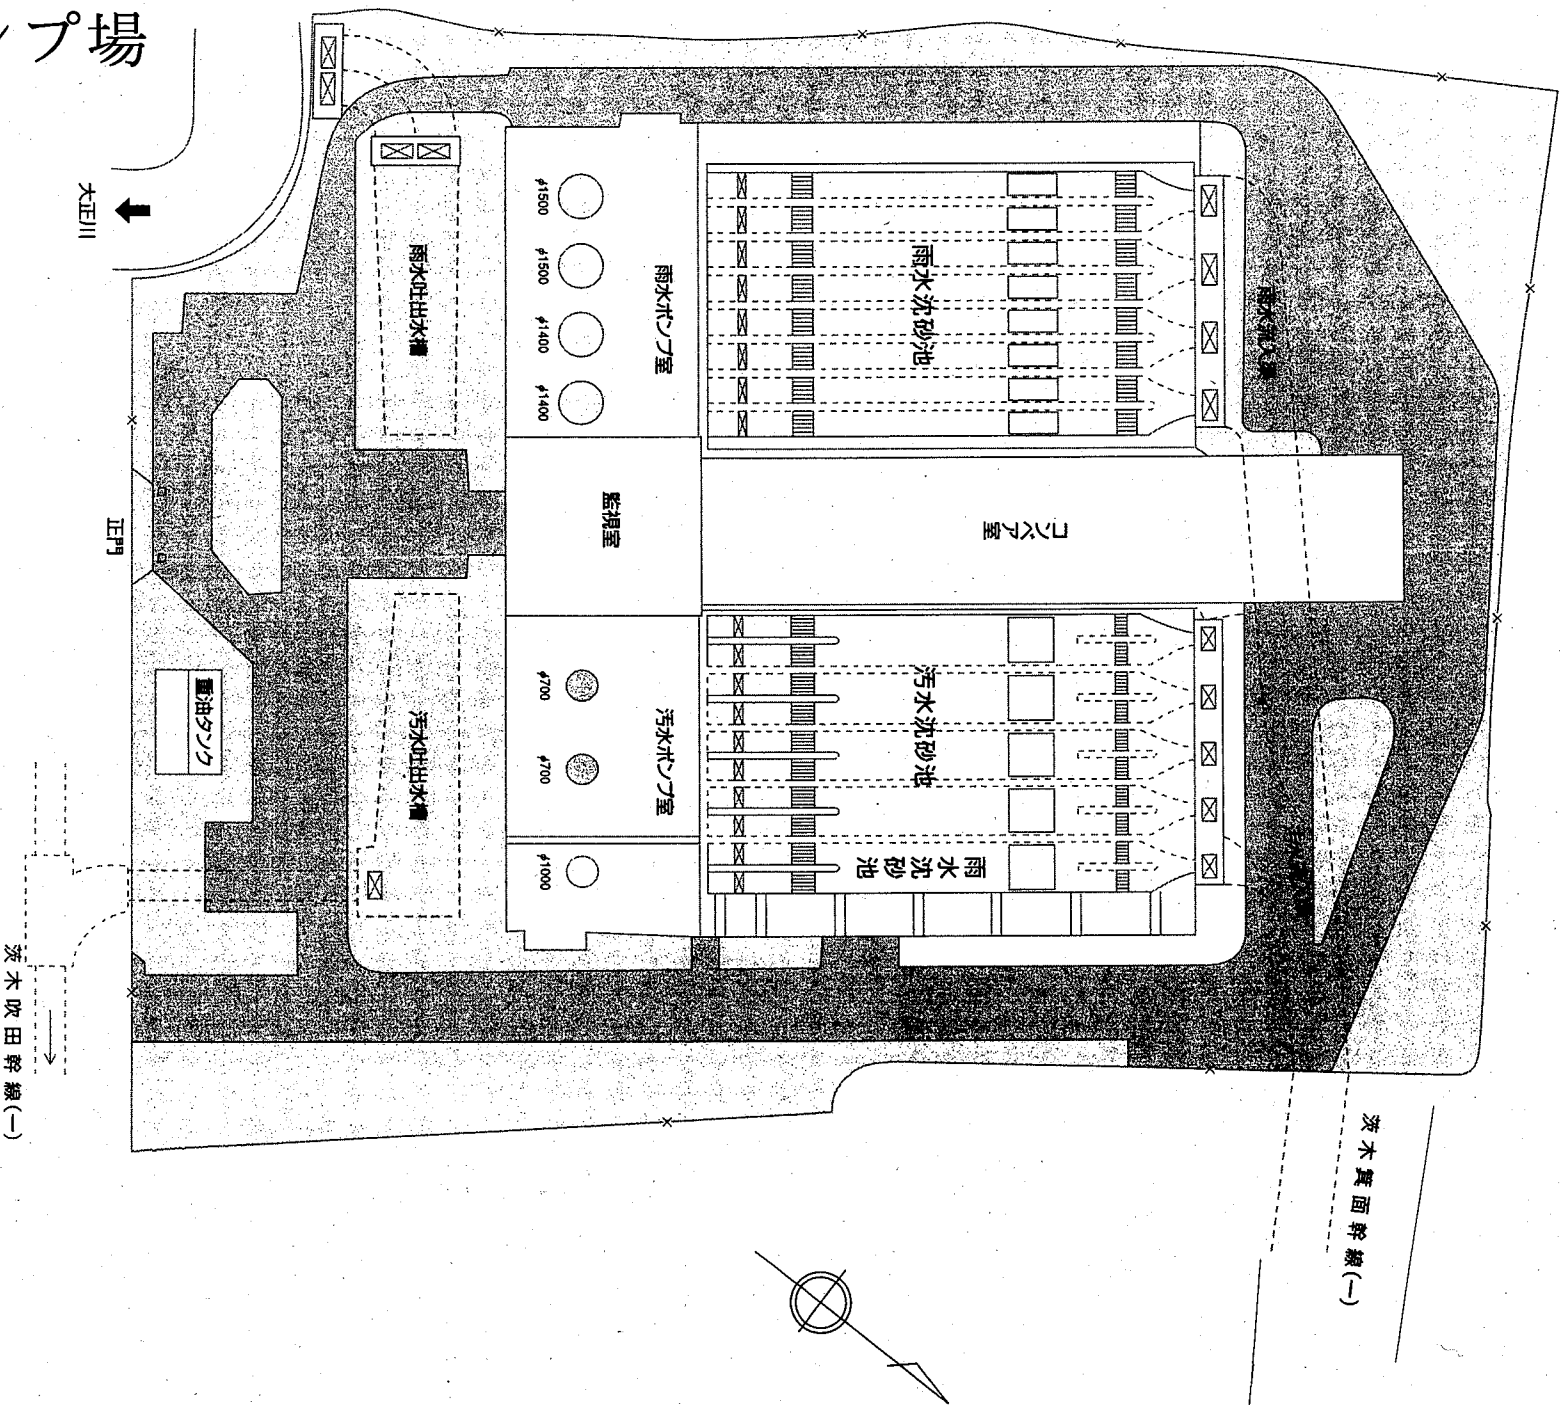 プ場
大正川
雨水吐出水槽
φ1500
φ1500
φ1400
φ1400
雨水ポンプ室
雨水沈砂池
雨水流入渠
監視室
コンベア室
正門
重油タンク
汚水吐出水槽
φ700
φ700
φ1000
汚水ポンプ室
汚水沈砂池
雨水沈砂池
茨木吹田幹線(一)
茨木箕面幹線(一)